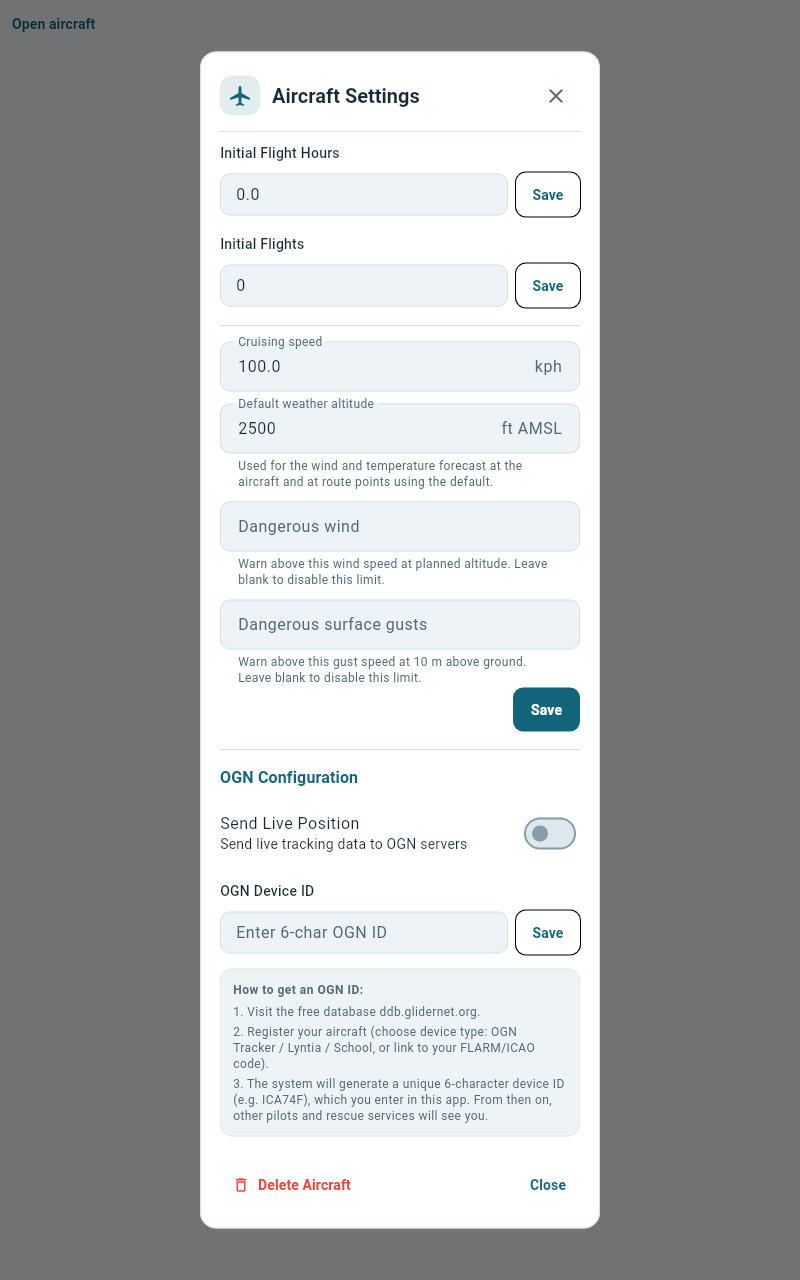 Open aircraft
Aircraft Settings
Initial Flight Hours
0.0
Save
Initial Flights
0
Save
Cruising speed
100.0
kph
Default weather altitude
2500
ft AMSL
Used for the wind and temperature forecast at the
aircraft and at route points using the default.
Dangerous wind
Warn above this wind speed at planned altitude. Leave
blank to disable this limit.
Dangerous surface gusts
Warn above this gust speed at 10 m above ground.
Leave blank to disable this limit.
Save
OGN Configuration
Send Live Position
Send live tracking data to OGN servers
OGN Device ID
Enter 6-char OGN ID
Save
How to get an OGN ID:
1. Visit the free database ddb.glidernet.org.
2. Register your aircraft (choose device type: OGN
Tracker / Lyntia / School, or link to your FLARM/ICAO
code).
3. The system will generate a unique 6-character device ID
(e.g. ICA74F), which you enter in this app. From then on,
other pilots and rescue services will see you.
Delete Aircraft
Close